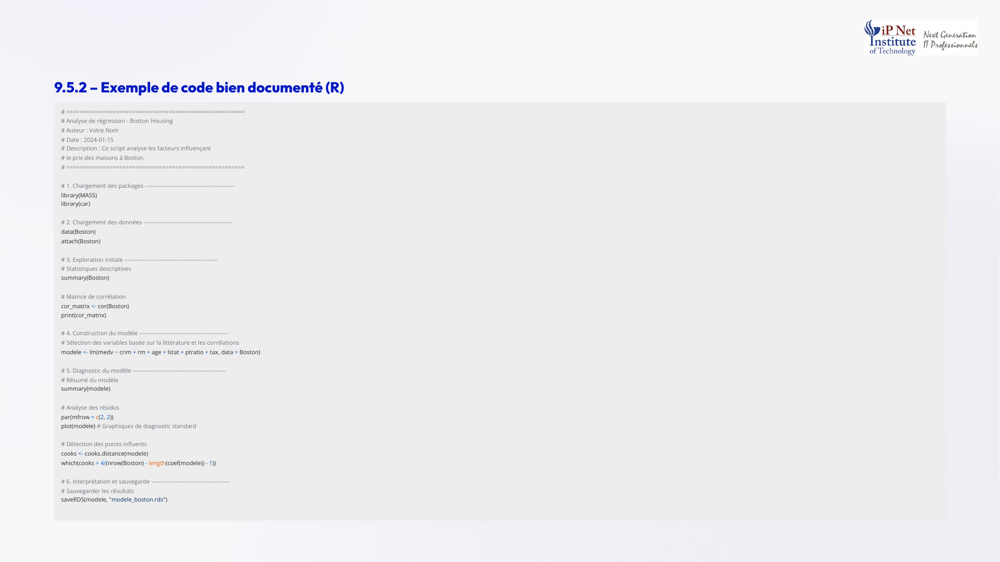 iP Net
Institute
of Technology
Next Generation
IT Professionnels
9.5.2 – Exemple de code bien documenté (R)
# ======================================================
# Analyse de régression - Boston Housing
# Auteur : Votre Nom
# Date : 2024-01-15
# Description : Ce script analyse les facteurs influençant
# le prix des maisons à Boston.
# ======================================================
# 1. Chargement des packages ------------------------------------------------
library(MASS)
library(car)
# 2. Chargement des données ------------------------------------------------
data(Boston)
attach(Boston)
# 3. Exploration initiale --------------------------------------------------
# Statistiques descriptives
summary(Boston)
# Matrice de corrélation
cor_matrix <- cor(Boston)
print(cor_matrix)
# 4. Construction du modèle ------------------------------------------------
# Sélection des variables basée sur la littérature et les corrélations
modele <- lm(medv ~ crim + rm + age + lstat + ptratio + tax, data = Boston)
# 5. Diagnostic du modèle --------------------------------------------------
# Résumé du modèle
summary(modele)
# Analyse des résidus
par(mfrow = c(2, 2))
plot(modele) # Graphiques de diagnostic standard
# Détection des points influents
cooks <- cooks.distance(modele)
which(cooks > 4/(nrow(Boston) - length(coef(modele)) - 1))
# 6. Interprétation et sauvegarde ------------------------------------------
# Sauvegarder les résultats
saveRDS(modele, "modele_boston.rds")